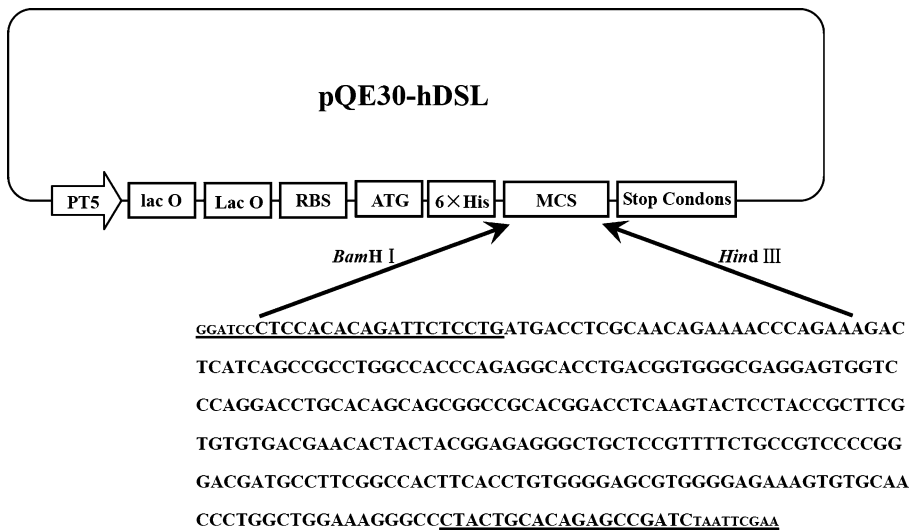 pQE30-hDSL
PT5 lac O Lac O RBS ATG 6×His MCS Stop Condons
BamH Ⅰ Hind Ⅲ
GGATCCCTCCACACAGATTCTCCTGATGACCTCGCAACAGAAAACCCAGAAAGAC
TCATCAGCCGCCTGGCCACCCAGAGGCACCTGACGGTGGGCGAGGAGTGGTC
CCAGGACCTGCACAGCAGCGGCCGCACGGACCTCAAGTACTCCTACCGCTTCG
TGTGTGACGAACACTACTACGGAGAGGGCTGCTCCGTTTTCTGCCGTCCCCGG
GACGATGCCTTCGGCCACTTCACCTGTGGGGAGCGTGGGGAGAAAGTGTGCAA
CCCTGGCTGGAAAGGGCCCTACTGCACAGAGCCGATCTAATTCGAA